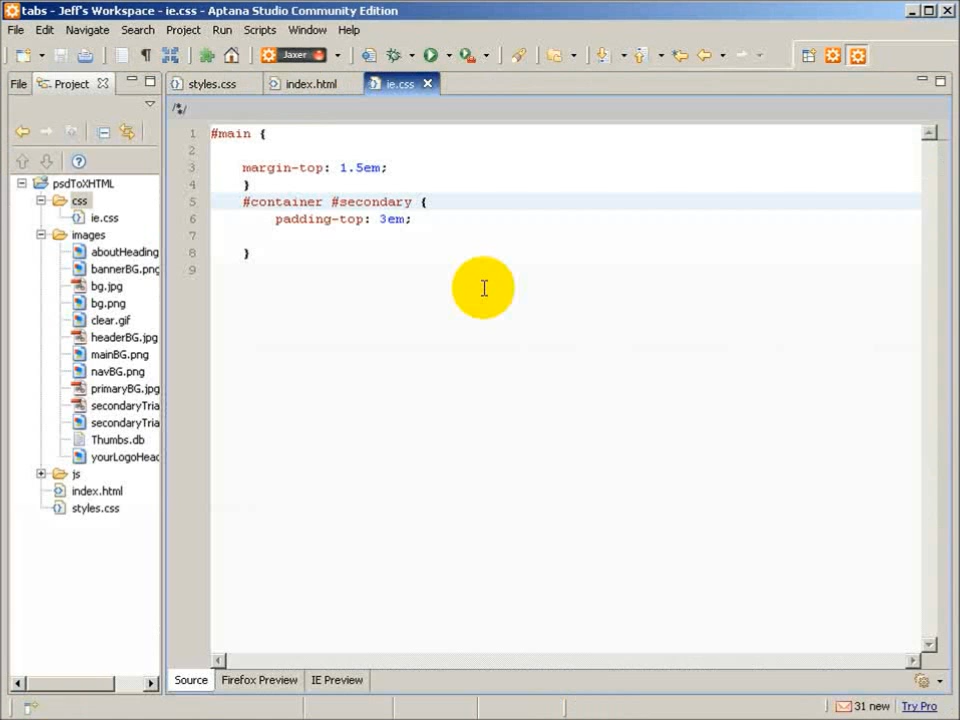 tabs - Jeff's Workspace - ie.css - Aptana Studio Community Edition
File Edit Navigate Search Project Run Scripts Window Help
Jaxer
File Project styles.css index.html ie.css
/*/
1 #main {
2
3 margin-top: 1.5em;
4 }
5 #container #secondary {
6 padding-top: 3em;
7
8 }
9
psdToXHTML
css
ie.css
images
aboutHeading
bannerBG.png
bg.jpg
bg.png
clear.gif
headerBG.jpg
mainBG.png
navBG.png
primaryBG.jpg
secondaryTria
secondaryTria
Thumbs.db
yourLogoHead
js
index.html
styles.css
Source Firefox Preview IE Preview
31 new Try Pro